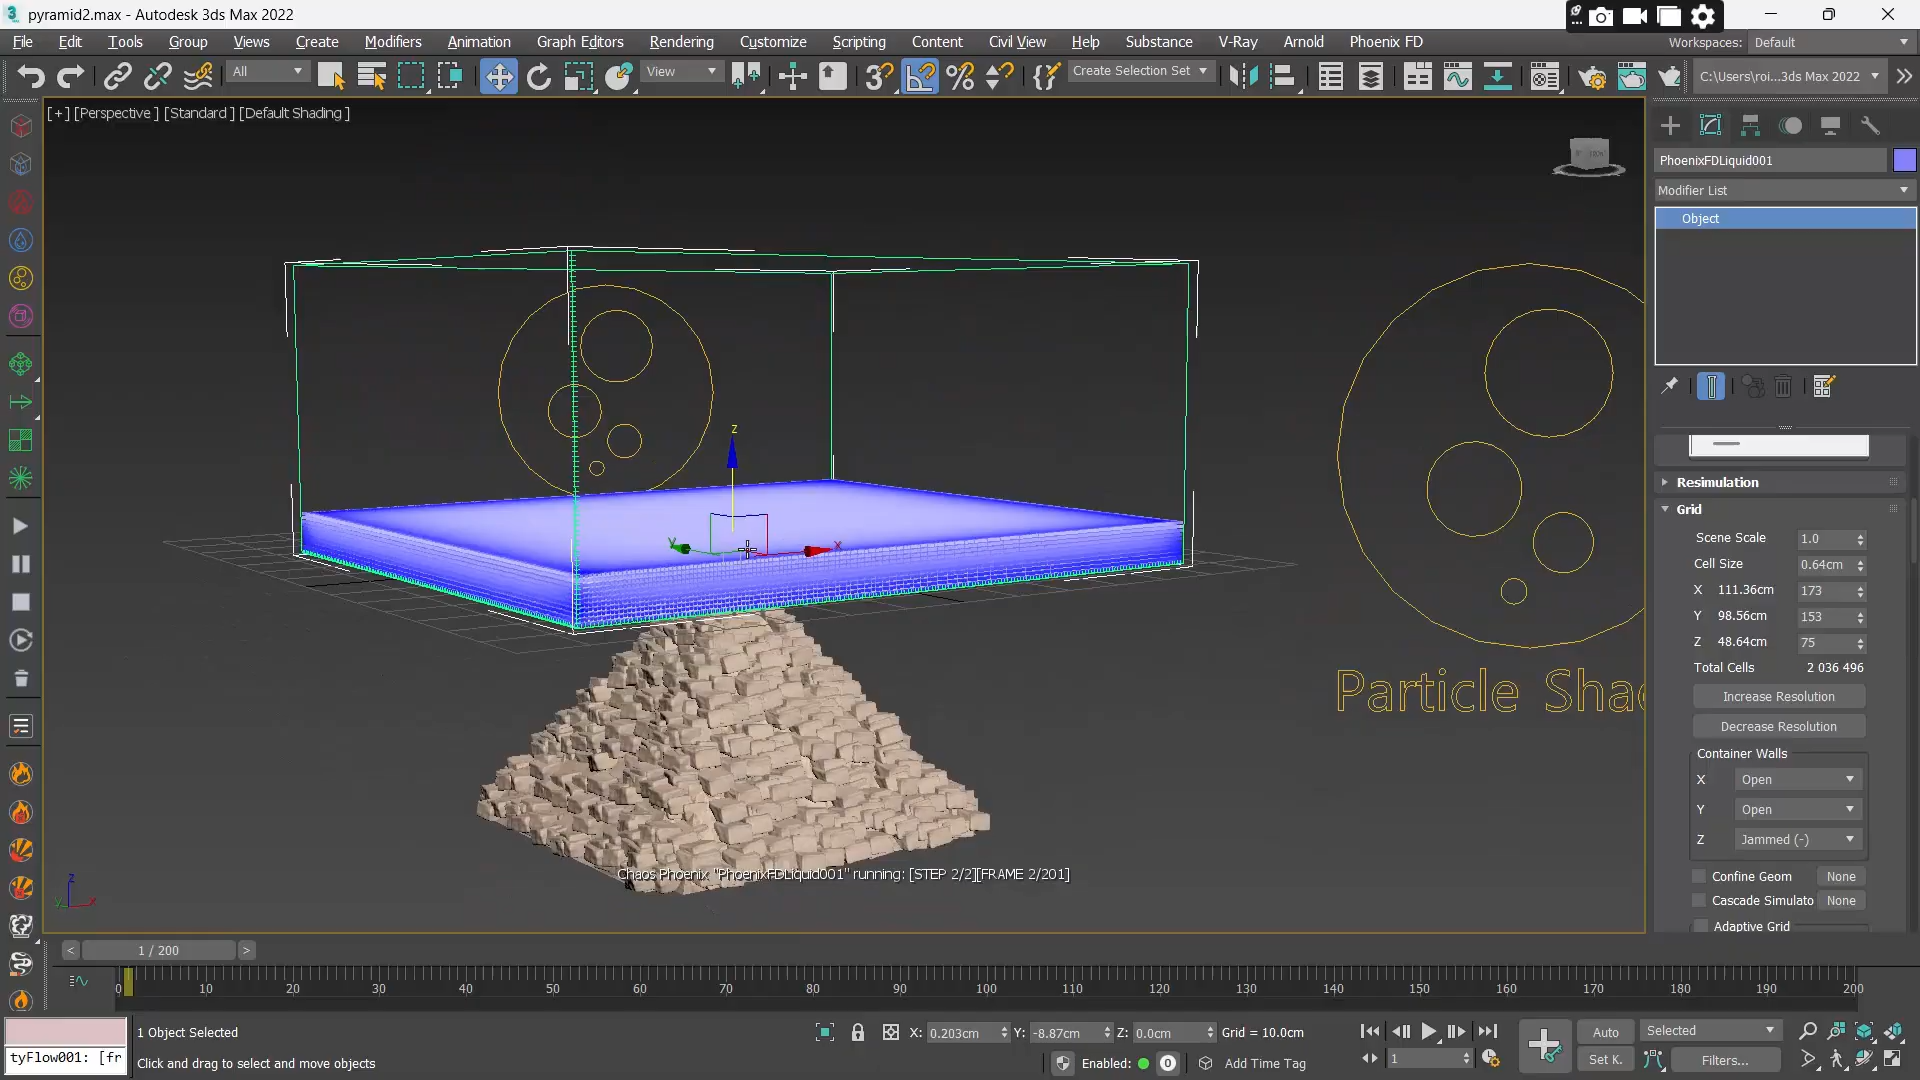 pyramid2.max - Autodesk 3ds Max 2022
File Edit Tools Group Views Create Modifiers Animation Graph Editors Rendering Customize Scripting Content Civil View Help Substance V-Ray Arnold Phoenix FD
Workspaces: Default
All View Create Selection Set C:\Users\roi...3ds Max 2022
[+] [Perspective ] [Standard ] [Default Shading ]
PhoenixFDLiquid001
Modifier List
Object
Resimulation
Grid
Scene Scale 1.0
Cell Size 0.64cm
X 111.36cm 173
Y 98.56cm 153
Z 48.64cm 75
Total Cells 2 036 496
Increase Resolution
Decrease Resolution
Container Walls
X Open
Y Open
Z Jammed (-)
Confine Geom None
Cascade Simulato None
Adaptive Grid
z
y
x
Particle Sha
Chaos Phoenix "PhoenixFDLiquid001" running: [STEP 2/2][FRAME 2/201]
z
y x
< 1 / 200 >
0 10 20 30 40 50 60 70 80 90 100 110 120 130 140 150 160 170 180 190 200
1 Object Selected
X: 0.203cm Y: -8.87cm Z: 0.0cm Grid = 10.0cm
Auto Selected
tyFlow001: [fr
Click and drag to select and move objects
Enabled: 0 Add Time Tag
1
Set K. Filters...